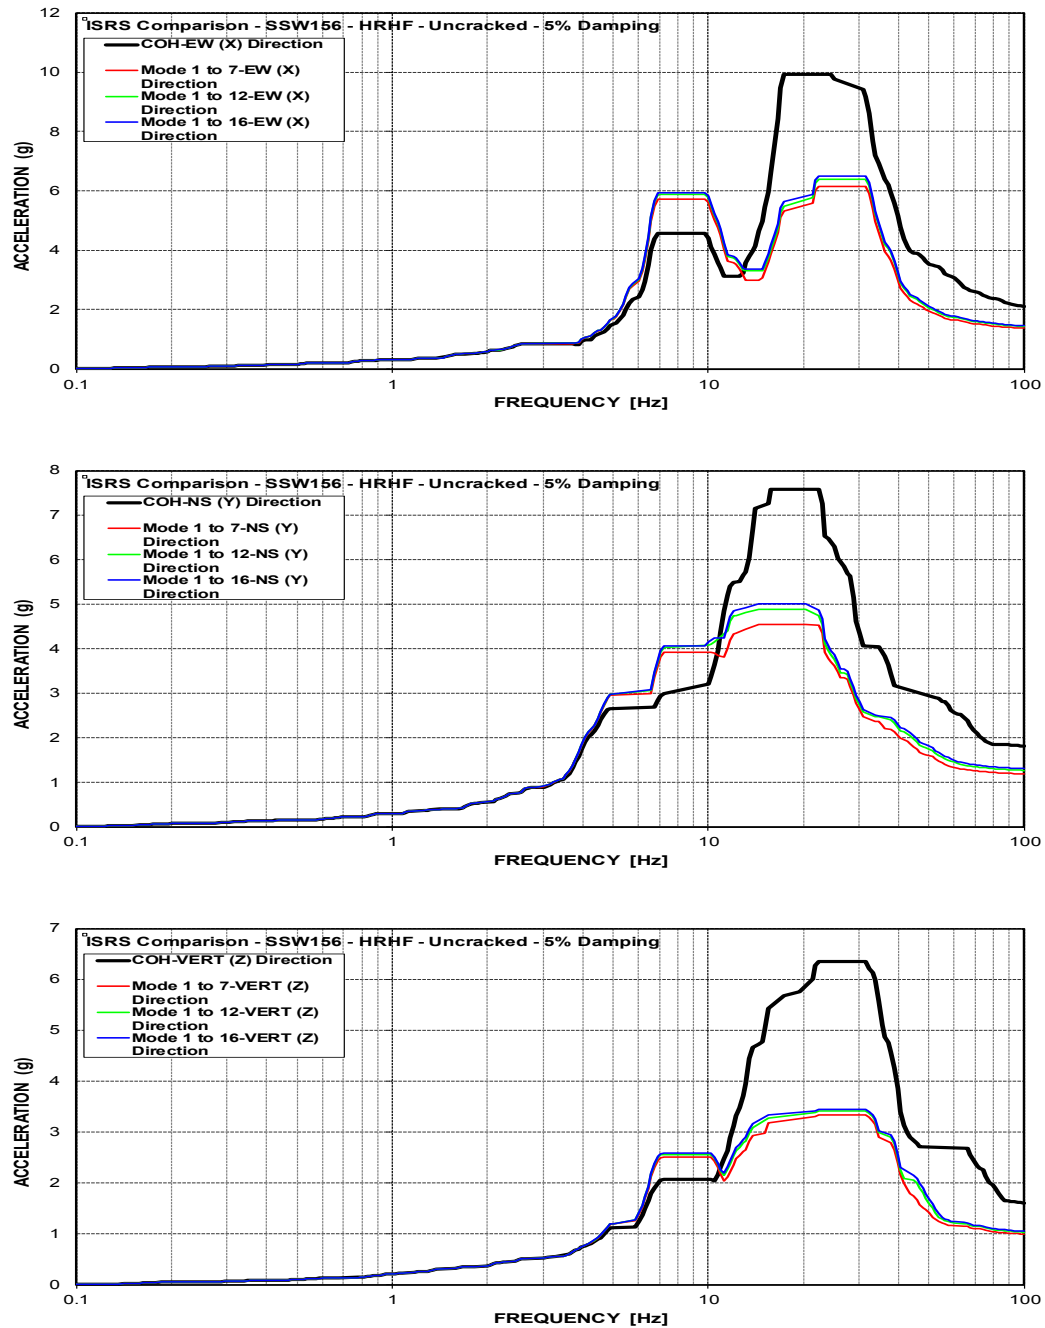 12
10
8
6
4
2
0
ACCELERATION (g)
ISRS Comparison - SSW156 - HRHF - Uncracked - 5% Damping
COH-EW (X) Direction
Mode 1 to 7-EW (X)
Direction
Mode 1 to 12-EW (X)
Direction
Mode 1 to 16-EW (X)
Direction
0.1 1 10 100
FREQUENCY [Hz]
8
7
6
5
4
3
2
1
0
ACCELERATION (g)
ISRS Comparison - SSW156 - HRHF - Uncracked - 5% Damping
COH-NS (Y) Direction
Mode 1 to 7-NS (Y)
Direction
Mode 1 to 12-NS (Y)
Direction
Mode 1 to 16-NS (Y)
Direction
0.1 1 10 100
FREQUENCY [Hz]
7
6
5
4
3
2
1
0
ACCELERATION (g)
ISRS Comparison - SSW156 - HRHF - Uncracked - 5% Damping
COH-VERT (Z) Direction
Mode 1 to 7-VERT (Z)
Direction
Mode 1 to 12-VERT (Z)
Direction
Mode 1 to 16-VERT (Z)
Direction
0.1 1 10 100
FREQUENCY [Hz]